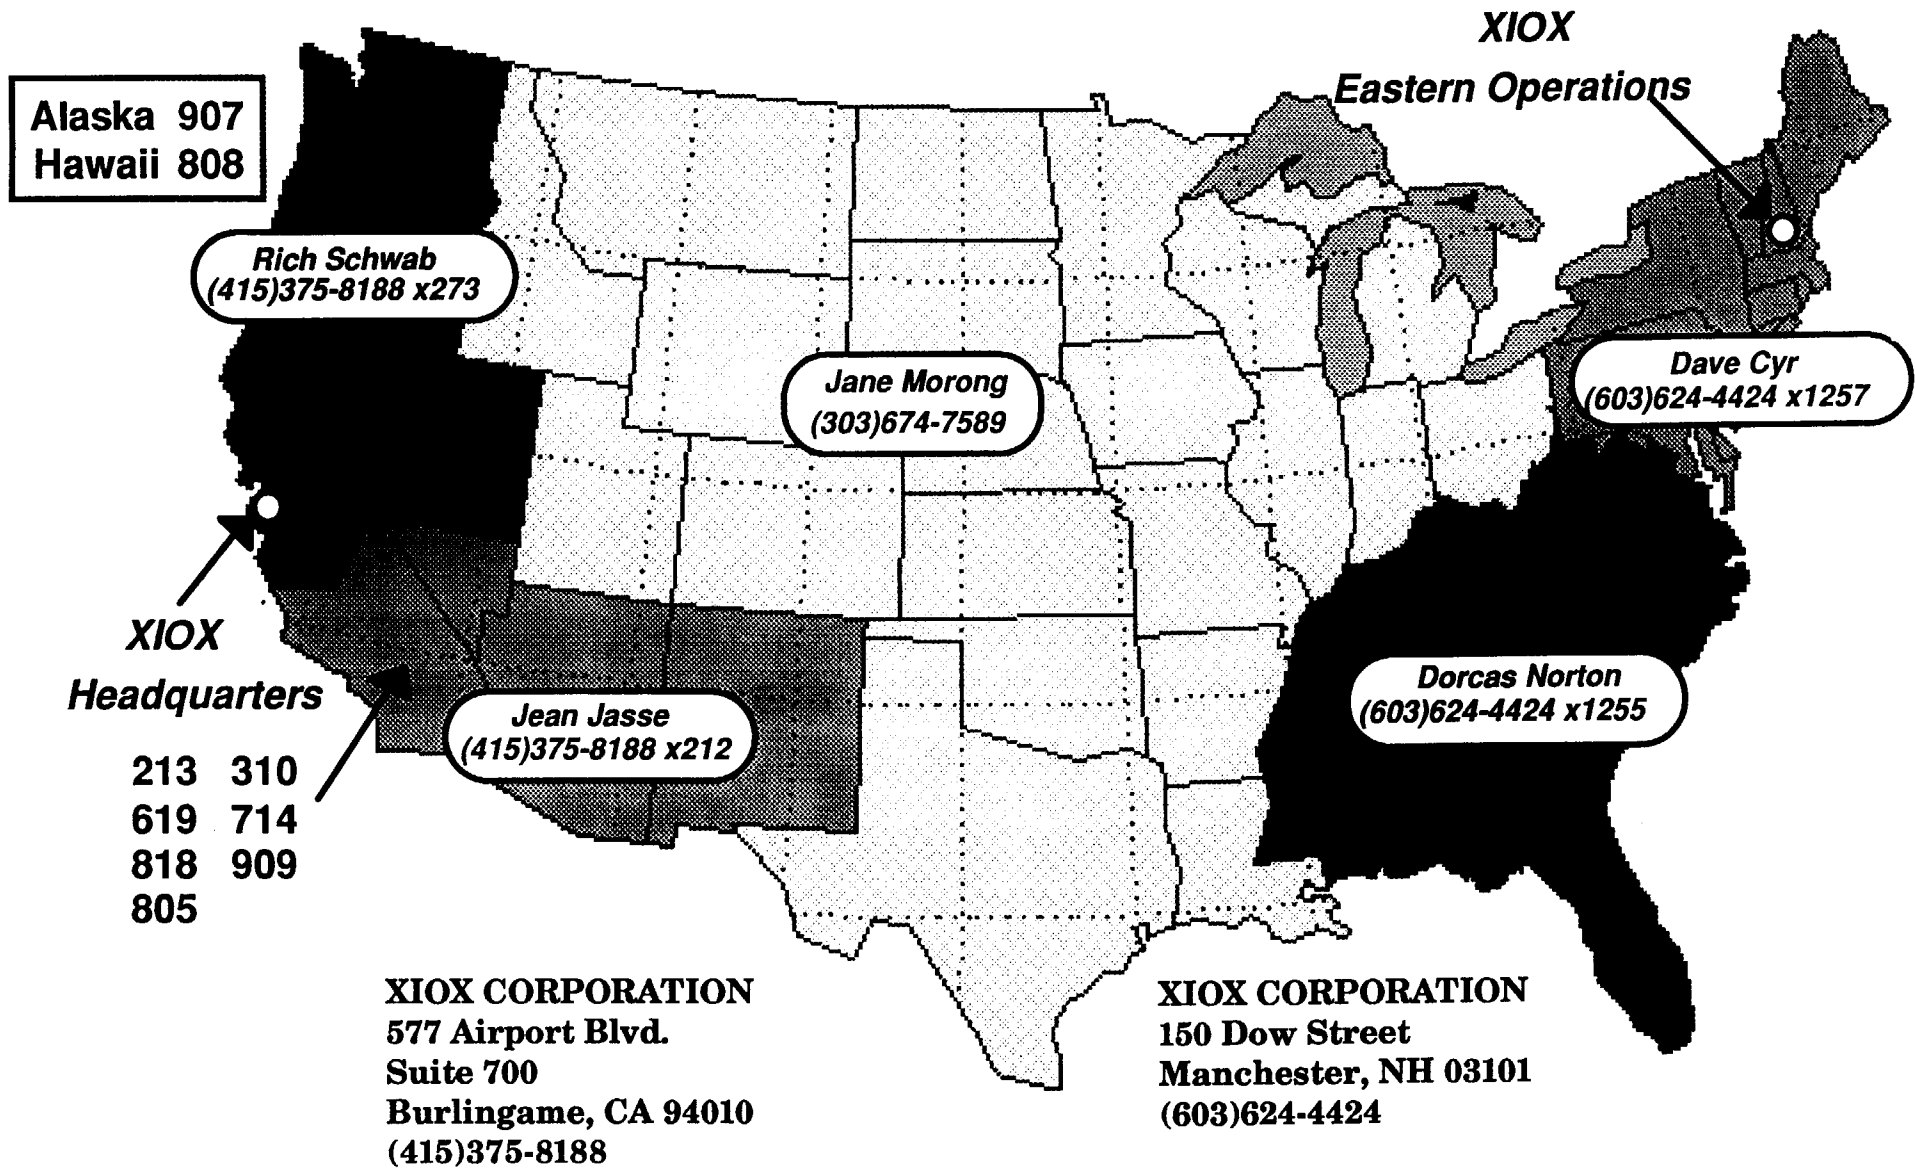 XIOX
Eastern Operations
Alaska 907
Hawaii 808
Rich Schwab
(415)375-8188 x273
Jane Morong
(303)674-7589
Dave Cyr
(603)624-4424 x1257
XIOX
Headquarters
Jean Jasse
(415)375-8188 x212
Dorcas Norton
(603)624-4424 x1255
213 310
619 714
818 909
805
XIOX CORPORATION
577 Airport Blvd.
Suite 700
Burlingame, CA 94010
(415)375-8188
XIOX CORPORATION
150 Dow Street
Manchester, NH 03101
(603)624-4424